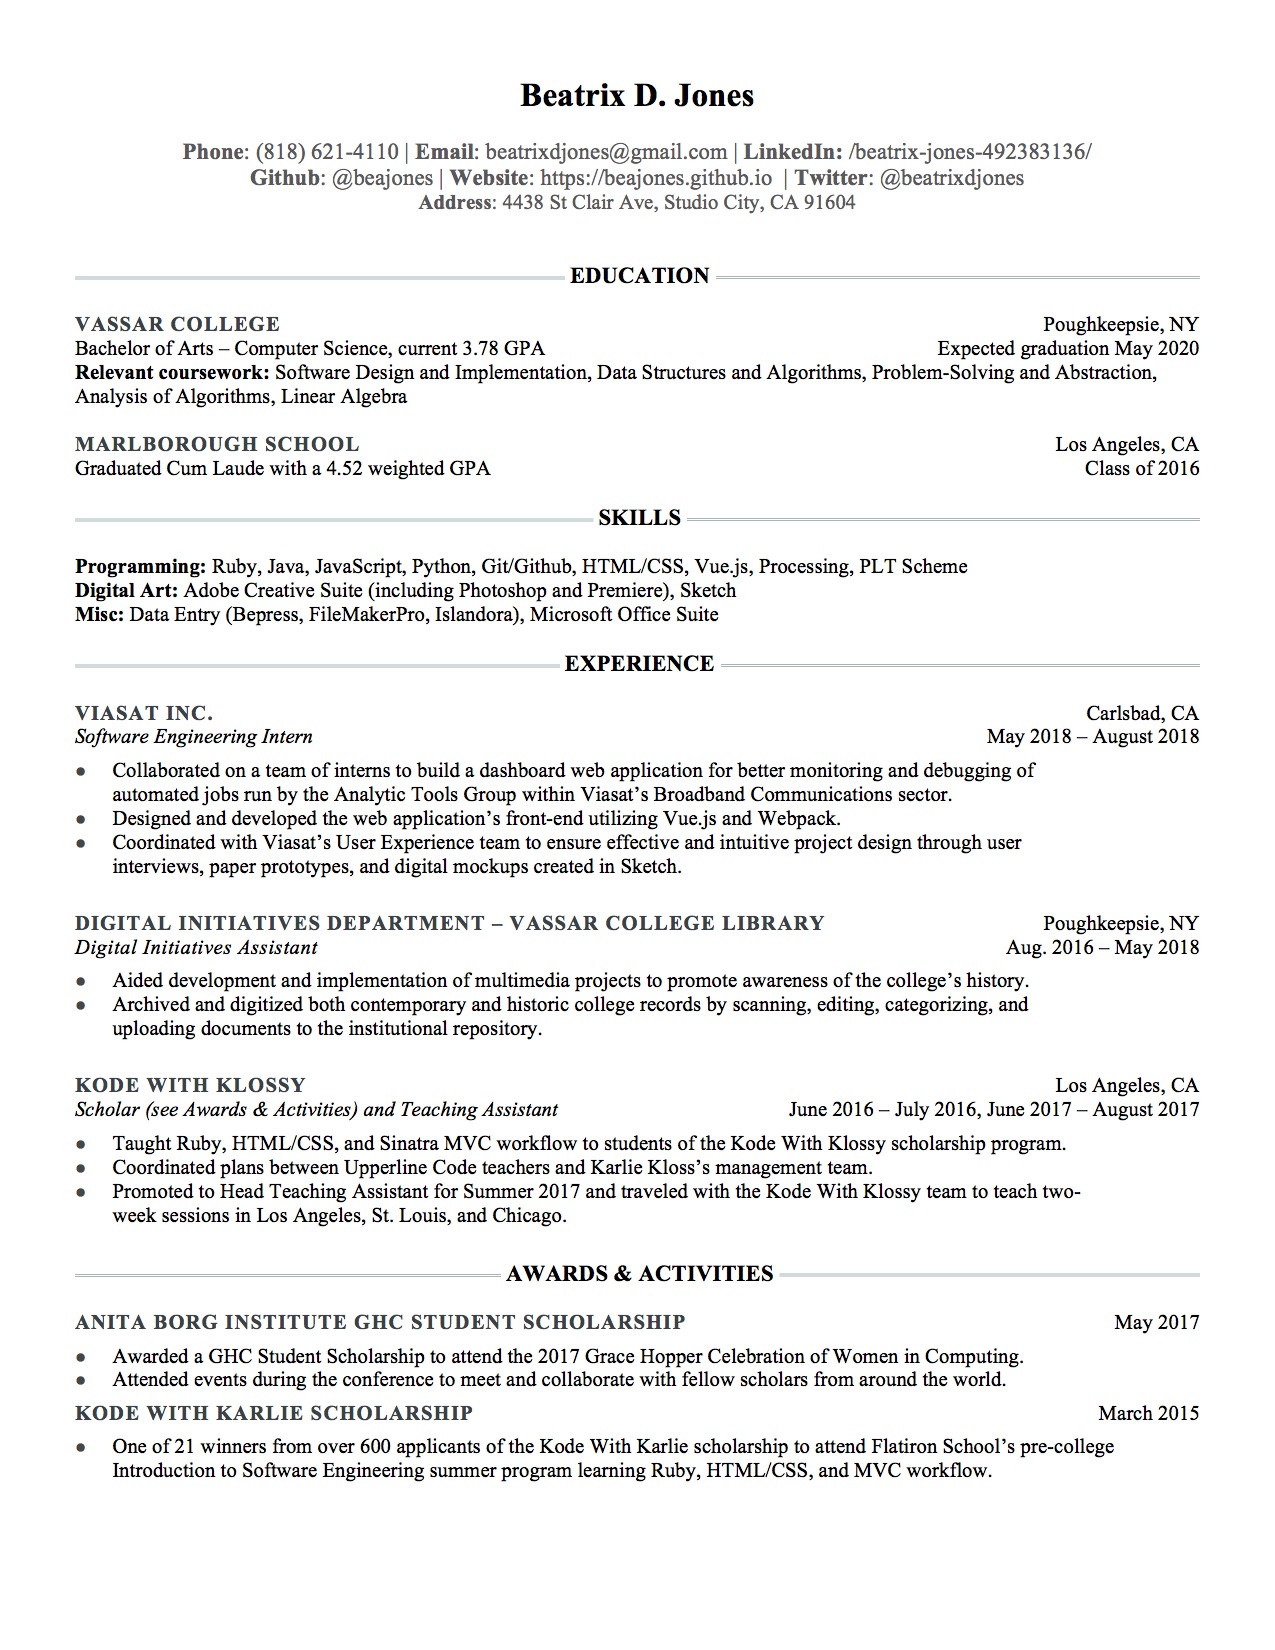 Beatrix D. Jones
Phone: (818) 621-4110 | Email: beatrixdjones@gmail.com | LinkedIn: /beatrix-jones-492383136/
Github: @beajones | Website: https://beajones.github.io | Twitter: @beatrixdjones
Address: 4438 St Clair Ave, Studio City, CA 91604
EDUCATION
VASSAR COLLEGE Poughkeepsie, NY
Bachelor of Arts – Computer Science, current 3.78 GPA Expected graduation May 2020
Relevant coursework: Software Design and Implementation, Data Structures and Algorithms, Problem-Solving and Abstraction,
Analysis of Algorithms, Linear Algebra
MARLBOROUGH SCHOOL Los Angeles, CA
Graduated Cum Laude with a 4.52 weighted GPA Class of 2016
SKILLS
Programming: Ruby, Java, JavaScript, Python, Git/Github, HTML/CSS, Vue.js, Processing, PLT Scheme
Digital Art: Adobe Creative Suite (including Photoshop and Premiere), Sketch
Misc: Data Entry (Bepress, FileMakerPro, Islandora), Microsoft Office Suite
EXPERIENCE
VIASAT INC. Carlsbad, CA
Software Engineering Intern May 2018 – August 2018
● Collaborated on a team of interns to build a dashboard web application for better monitoring and debugging of
automated jobs run by the Analytic Tools Group within Viasat’s Broadband Communications sector.
● Designed and developed the web application’s front-end utilizing Vue.js and Webpack.
● Coordinated with Viasat’s User Experience team to ensure effective and intuitive project design through user
interviews, paper prototypes, and digital mockups created in Sketch.
DIGITAL INITIATIVES DEPARTMENT – VASSAR COLLEGE LIBRARY Poughkeepsie, NY
Digital Initiatives Assistant Aug. 2016 – May 2018
● Aided development and implementation of multimedia projects to promote awareness of the college’s history.
● Archived and digitized both contemporary and historic college records by scanning, editing, categorizing, and
uploading documents to the institutional repository.
KODE WITH KLOSSY Los Angeles, CA
Scholar (see Awards & Activities) and Teaching Assistant June 2016 – July 2016, June 2017 – August 2017
● Taught Ruby, HTML/CSS, and Sinatra MVC workflow to students of the Kode With Klossy scholarship program.
● Coordinated plans between Upperline Code teachers and Karlie Kloss’s management team.
● Promoted to Head Teaching Assistant for Summer 2017 and traveled with the Kode With Klossy team to teach two-
week sessions in Los Angeles, St. Louis, and Chicago.
AWARDS & ACTIVITIES
ANITA BORG INSTITUTE GHC STUDENT SCHOLARSHIP May 2017
● Awarded a GHC Student Scholarship to attend the 2017 Grace Hopper Celebration of Women in Computing.
● Attended events during the conference to meet and collaborate with fellow scholars from around the world.
KODE WITH KARLIE SCHOLARSHIP March 2015
● One of 21 winners from over 600 applicants of the Kode With Karlie scholarship to attend Flatiron School’s pre-college
Introduction to Software Engineering summer program learning Ruby, HTML/CSS, and MVC workflow.